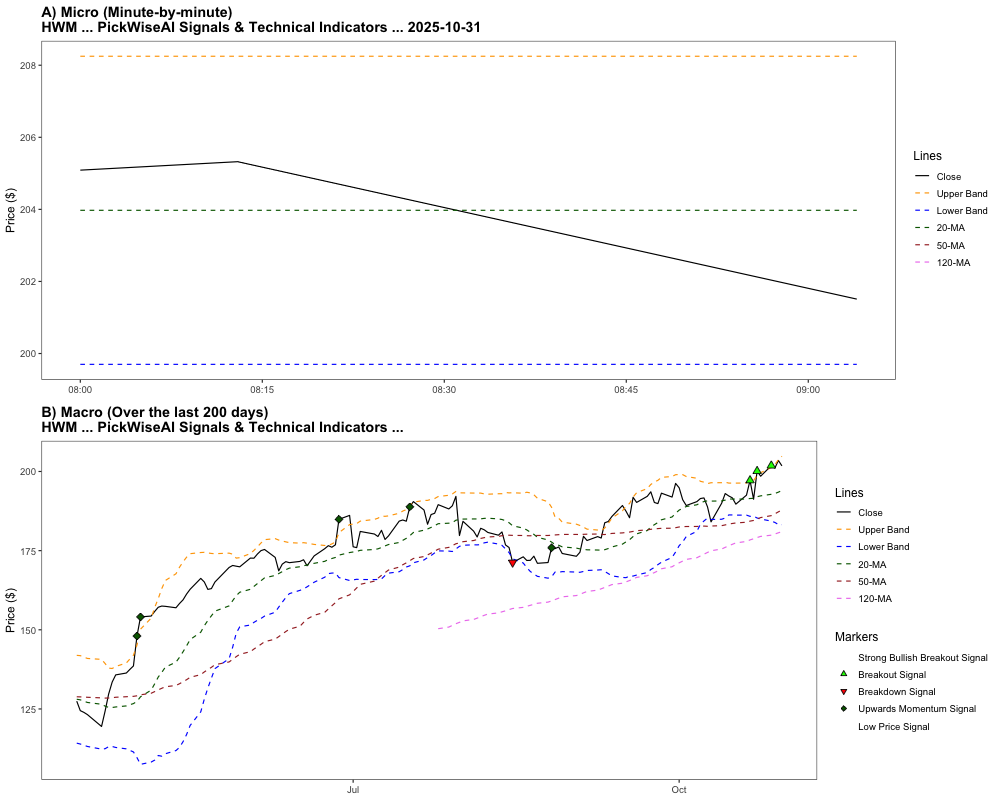 A) Micro (Minute-by-minute)
HWM ... PickWiseAI Signals & Technical Indicators ... 2025-10-31
Price ($)
208
206
204
202
200
08:00
08:15
08:30
08:45
09:00
Lines
Close
Upper Band
Lower Band
20-MA
50-MA
120-MA
B) Macro (Over the last 200 days)
HWM ... PickWiseAI Signals & Technical Indicators ...
Price ($)
200
175
150
125
Jul
Oct
Lines
Close
Upper Band
Lower Band
20-MA
50-MA
120-MA
Markers
Strong Bullish Breakout Signal
Breakout Signal
Breakdown Signal
Upwards Momentum Signal
Low Price Signal